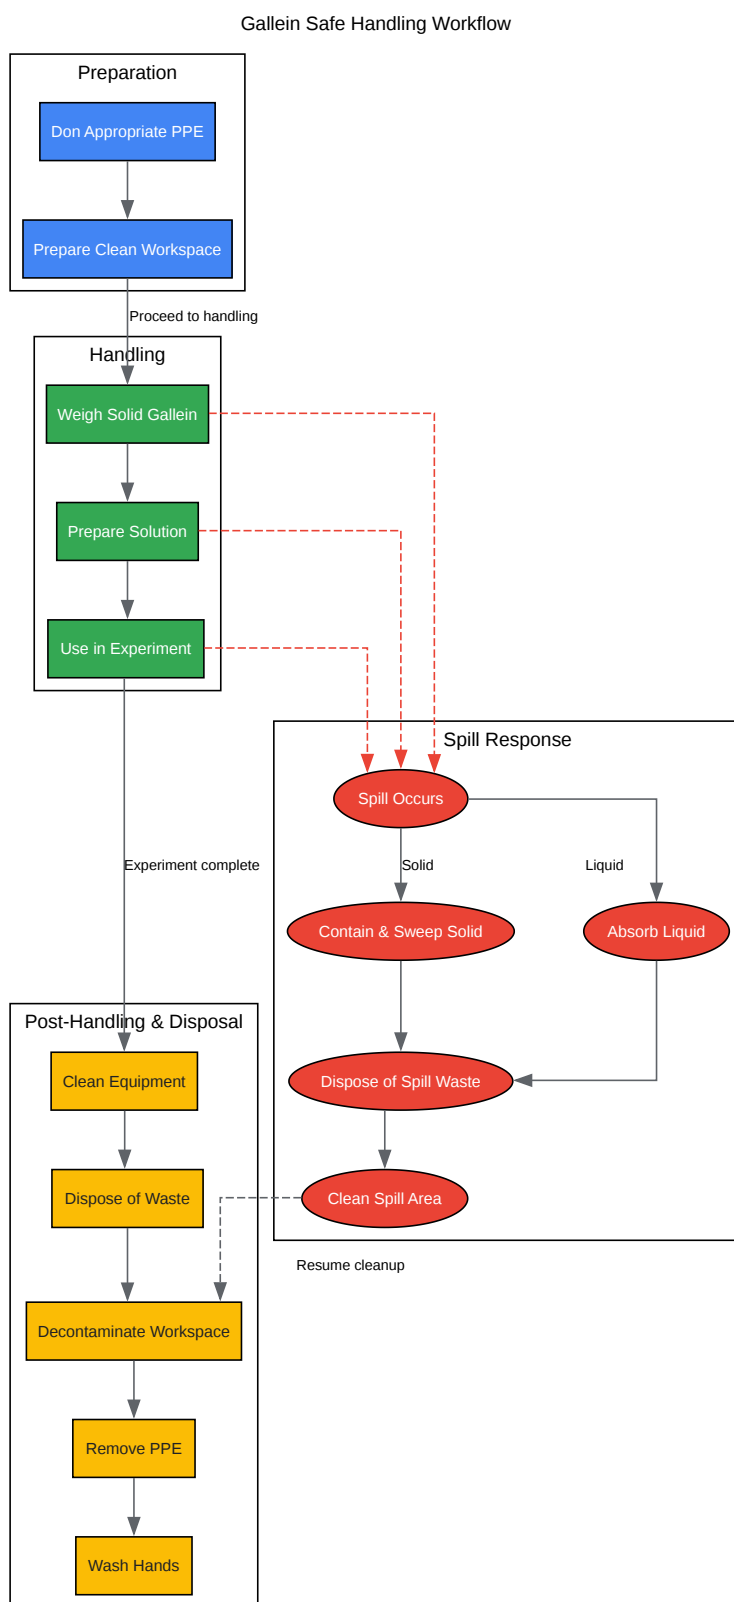 Gallein Safe Handling Workflow
Preparation
Don Appropriate PPE
Prepare Clean Workspace
Proceed to handling
Handling
Weigh Solid Gallein
Prepare Solution
Use in Experiment
Spill Response
Spill Occurs
Experiment complete
Solid
Liquid
Contain & Sweep Solid
Absorb Liquid
Post-Handling & Disposal
Clean Equipment
Dispose of Spill Waste
Dispose of Waste
Clean Spill Area
Resume cleanup
Decontaminate Workspace
Remove PPE
Wash Hands